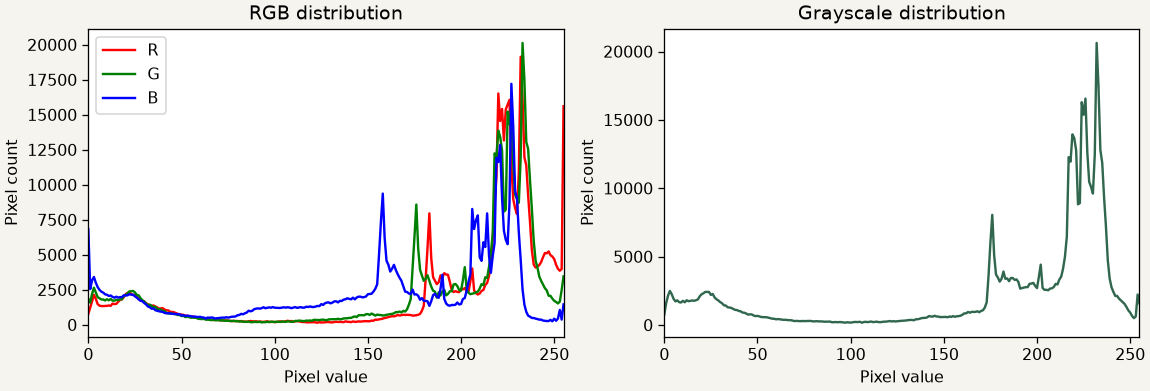 RGB distribution
Pixel count
20000
17500
15000
12500
10000
7500
5000
2500
0
R
G
B
0 50 100 150 200 250
Pixel value
Grayscale distribution
Pixel count
20000
15000
10000
5000
0
0 50 100 150 200 250
Pixel value